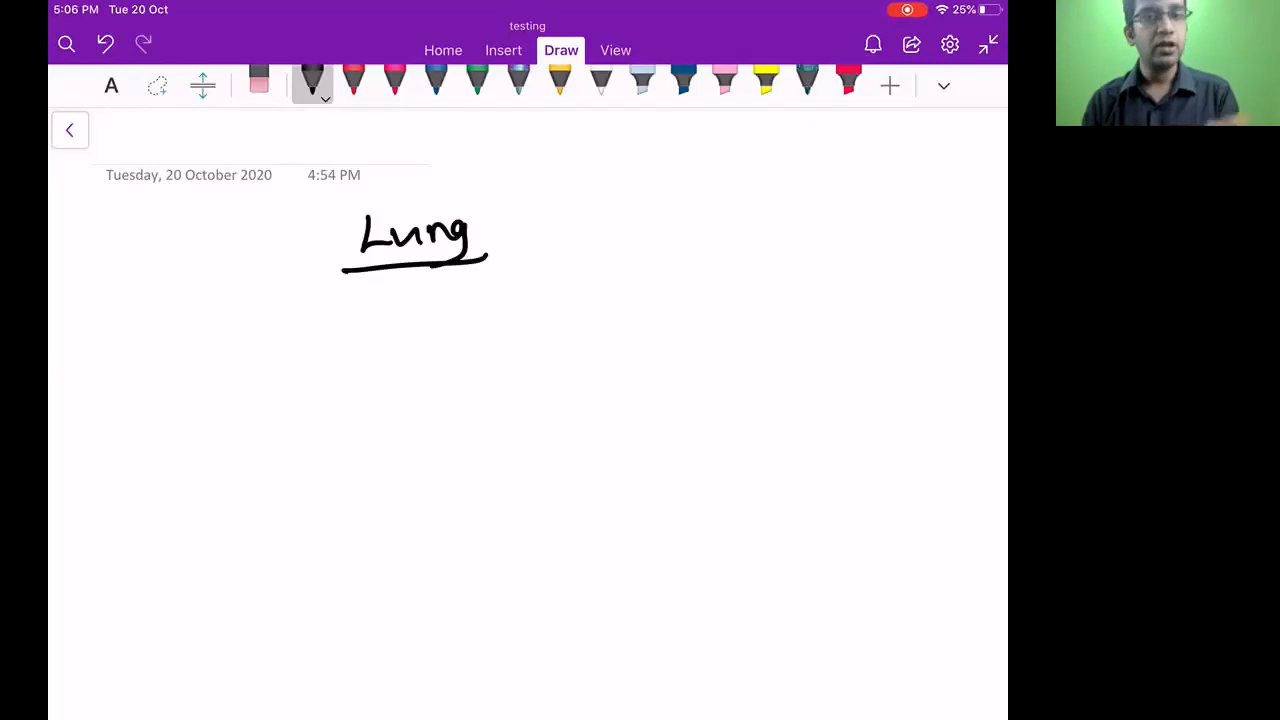 5:06 PM Tue 20 Oct 25%
testing
Home Insert Draw View
A
Tuesday, 20 October 2020 4:54 PM
Lung